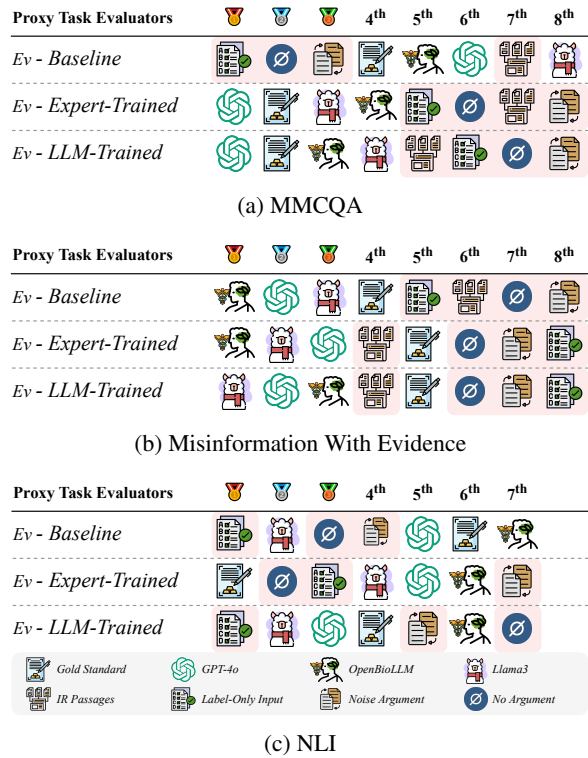 Proxy Task Evaluators 4th 5th 6th 7th 8th
Ev - Baseline
Ev - Expert-Trained
Ev - LLM-Trained
(a) MMCQA
Proxy Task Evaluators 4th 5th 6th 7th 8th
Ev - Baseline
Ev - Expert-Trained
Ev - LLM-Trained
(b) Misinformation With Evidence
Proxy Task Evaluators 4th 5th 6th 7th
Ev - Baseline
Ev - Expert-Trained
Ev - LLM-Trained
Gold Standard GPT-4o OpenBioLLM Llama3
IR Passages Label-Only Input Noise Argument No Argument
(c) NLI